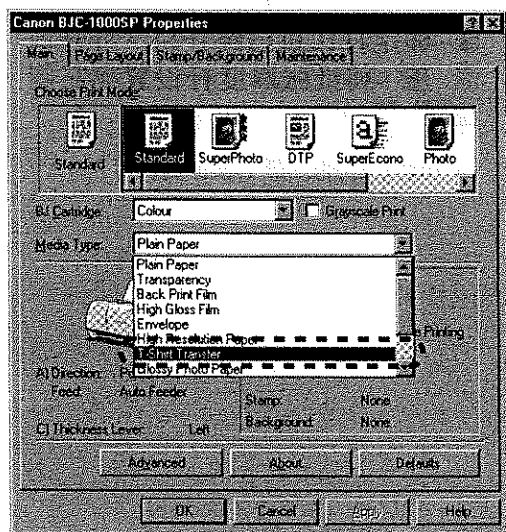 Canon BJC-1000SP Properties
Main Page Layout Stamp/Background Maintenance
Choose Print Mode:
Standard
Standard SuperPhoto DTP SuperEcono Photo
BJ Cartridge: Colour Grayscale Print
Media Type: Plain Paper
Plain Paper
Transparency
Back Print Film
High Gloss Film
Envelope
High Resolution Paper
Printing
T-Shirt Transfer
Glossy Photo Paper
A) Direction:
Feed: Auto Feeder
Stamp: None
Background: None
C) Thickness Lever: Left
Advanced About Defaults
OK Cancel Apply Help